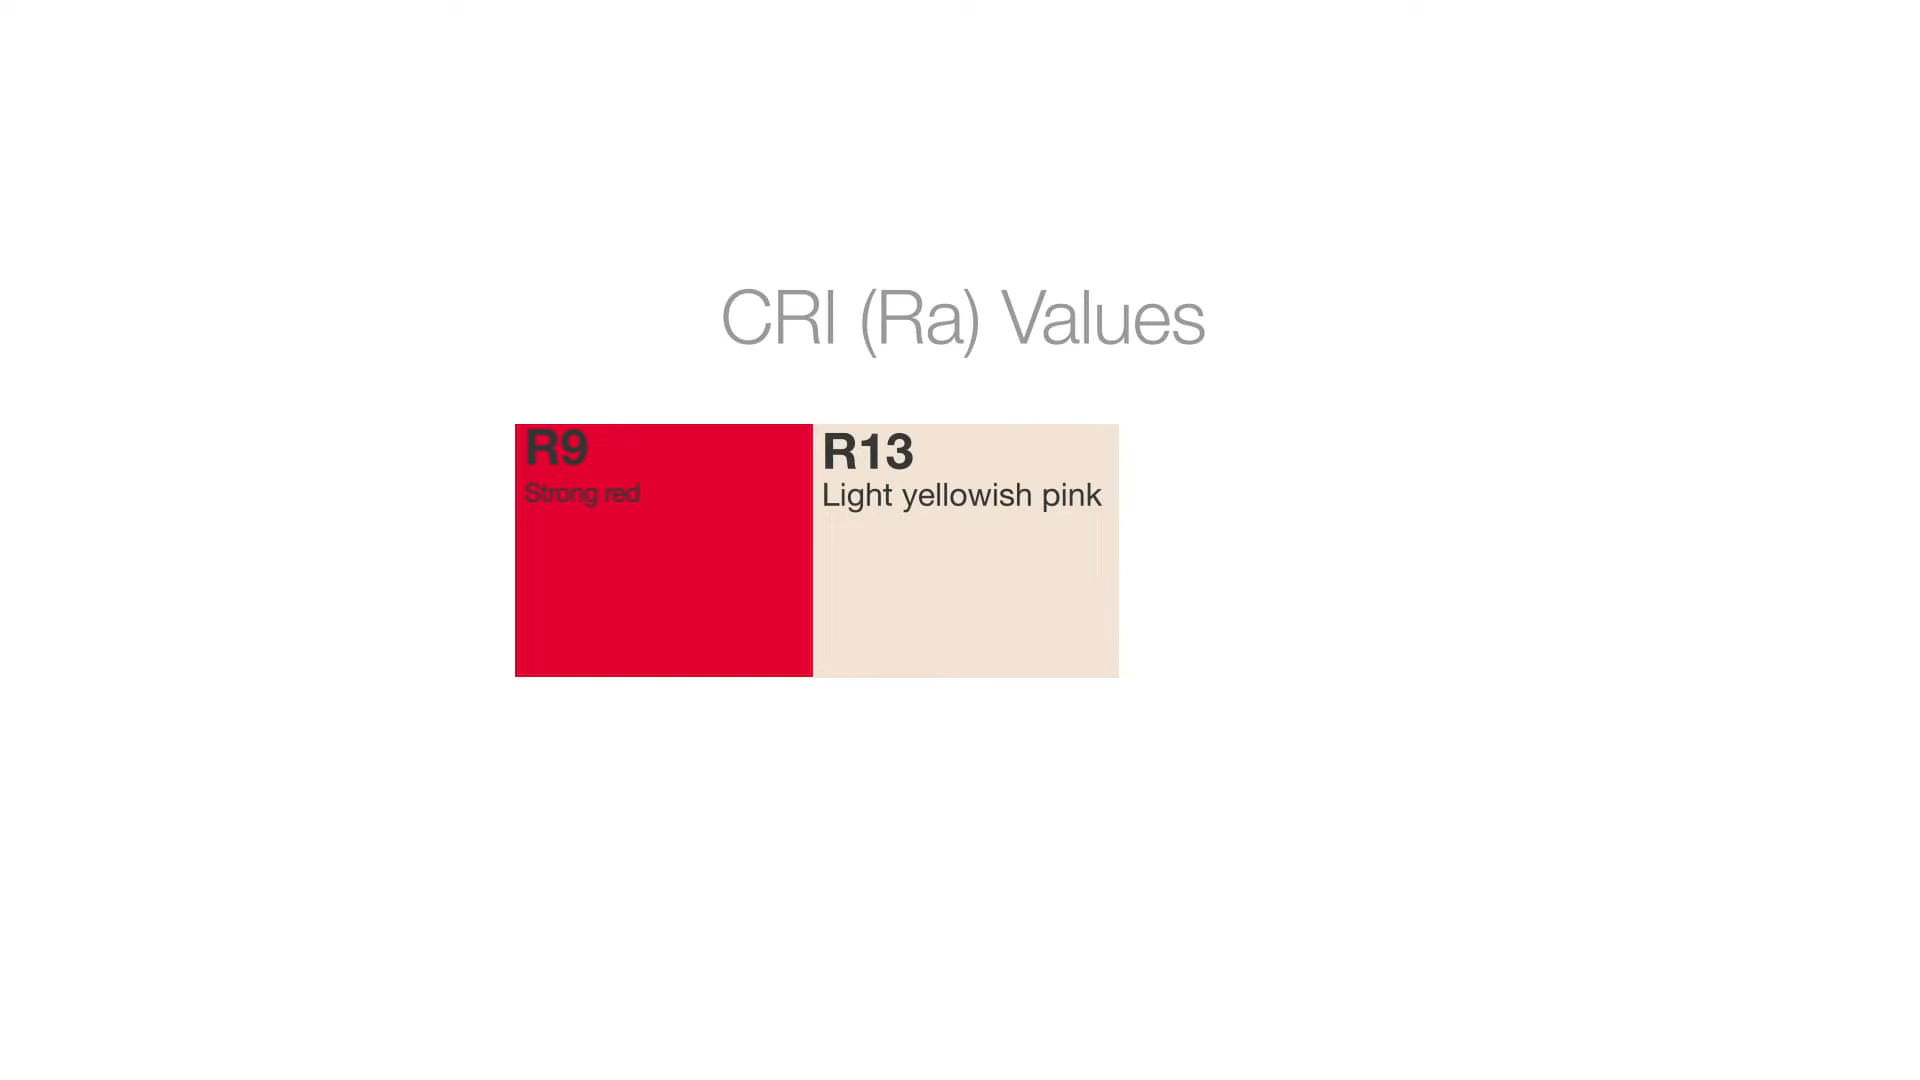 CRI (Ra) Values
R9
Strong red
R13
Light yellowish pink